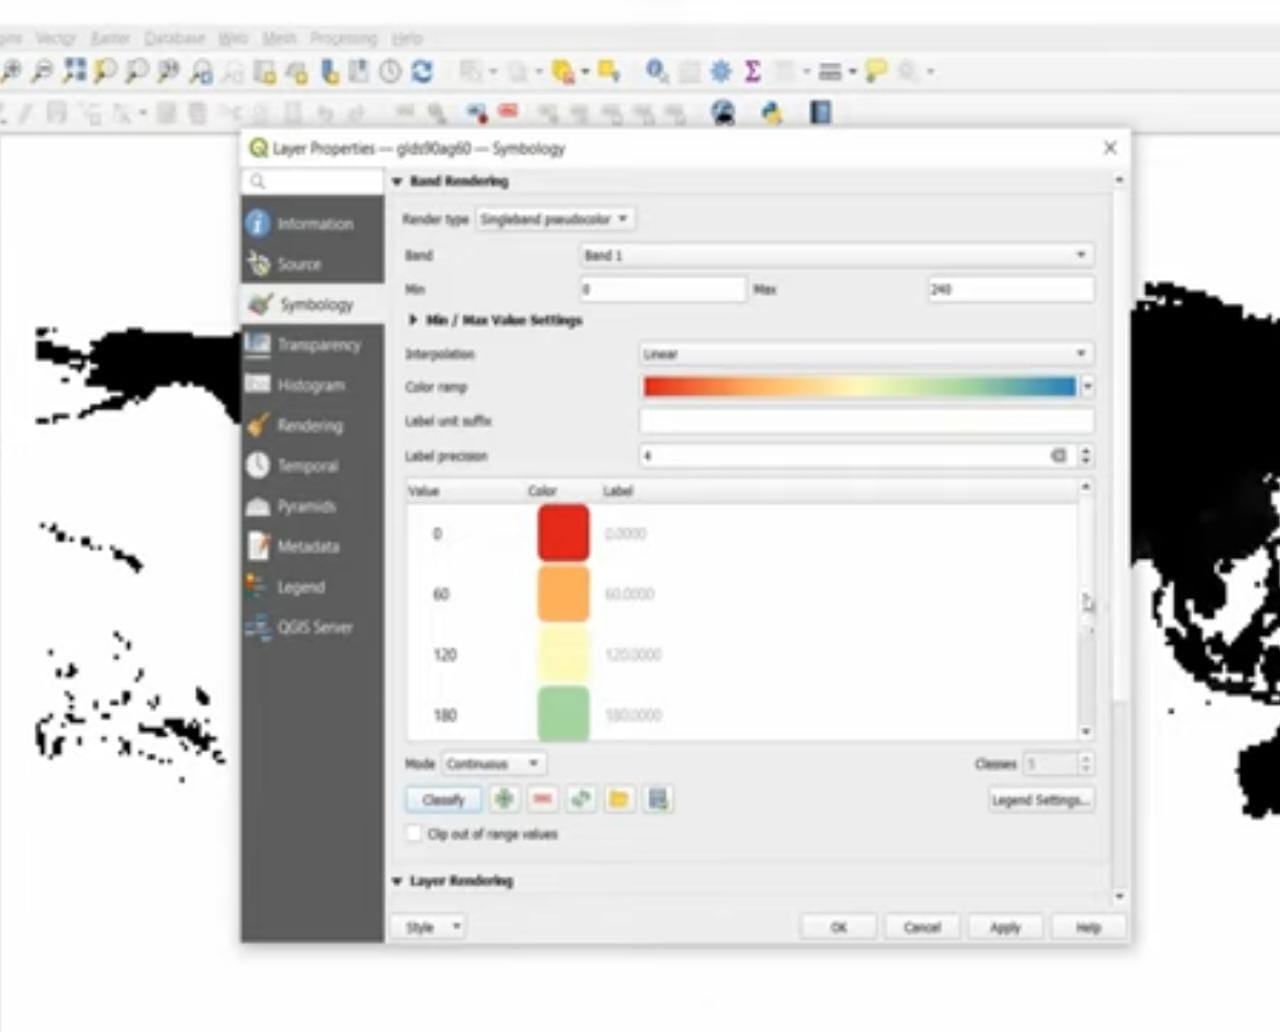 Vector Raster Database Web Mesh Processing Help
Layer Properties — glds90ag60 — Symbology
Band Rendering
Information
Render type Singleband pseudocolor
Source
Band Band 1
Min 0 Max 240
Symbology
Min / Max Value Settings
Transparency
Interpolation Linear
Histogram
Color ramp
Rendering
Label unit suffix
Temporal
Label precision 4
Value Color Label
Pyramids
0 0.0000
Metadata
Legend
60 60.0000
QGIS Server
120 120.0000
180 180.0000
Mode Continuous Classes 5
Classify Legend Settings...
Clip out of range values
Layer Rendering
Style OK Cancel Apply Help